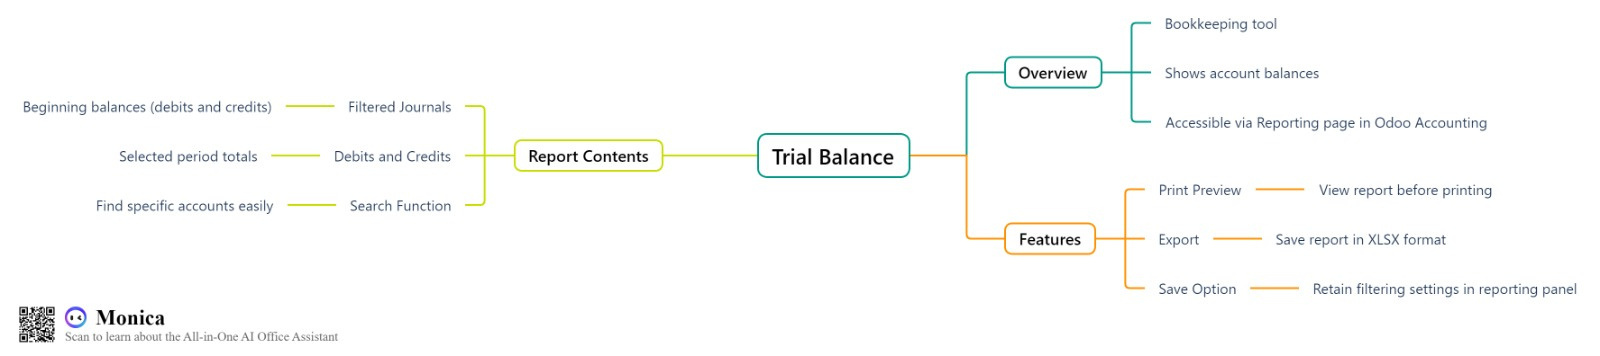 Trial Balance
Overview
Bookkeeping tool
Shows account balances
Accessible via Reporting page in Odoo Accounting
Features
Print Preview
View report before printing
Export
Save report in XLSX format
Save Option
Retain filtering settings in reporting panel
Report Contents
Filtered Journals
Beginning balances (debits and credits)
Debits and Credits
Selected period totals
Search Function
Find specific accounts easily
Monica
Scan to learn about the All-in-One AI Office Assistant